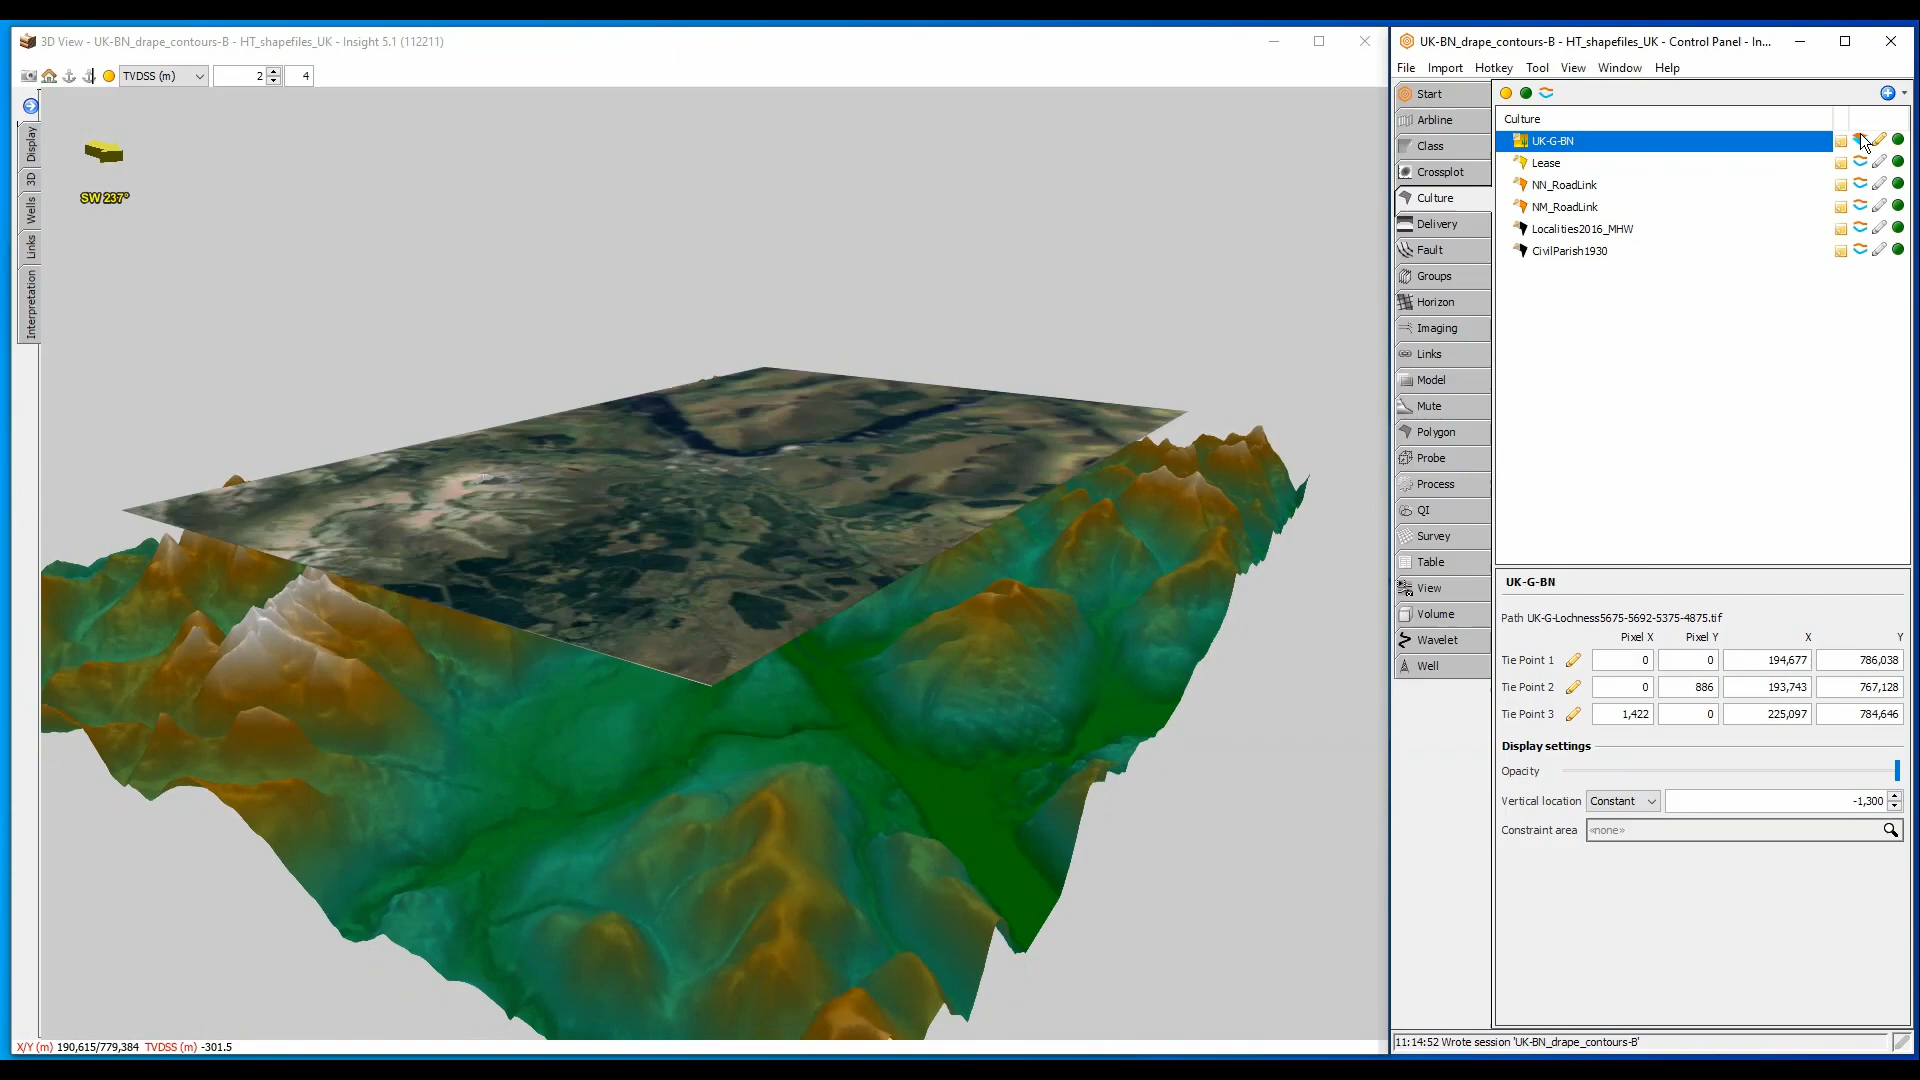 3D View - UK-BN_drape_contours-B - HT_shapefiles_UK - Insight 5.1 (112211)
TVDSS (m)
2
4
Display
3D
Wells
Links
Interpretation
SW 237°
X/Y (m) 190,615/779,384 TVDSS (m) -301.5
UK-BN_drape_contours-B - HT_shapefiles_UK - Control Panel - In...
File Import Hotkey Tool View Window Help
Start
Arbline
Class
Crosplot
Culture
Delivery
Fault
Groups
Horizon
Imaging
Links
Model
Mute
Polygon
Probe
Process
QI
Survey
Table
View
Volume
Wavelet
Well
Culture
UK-G-BN
Lease
NN_RoadLink
NM_RoadLink
Localities2016_MHW
CivilParish1930
UK-G-BN
Path UK-G-Lochness5675-5692-5375-4875.tif
Pixel X Pixel Y X Y
Tie Point 1 0 0 194,677 786,038
Tie Point 2 0 886 193,743 767,128
Tie Point 3 1,422 0 225,097 784,646
Display settings
Opacity
Vertical location Constant -1,300
Constraint area «none»
11:14:52 Wrote session 'UK-BN_drape_contours-B'